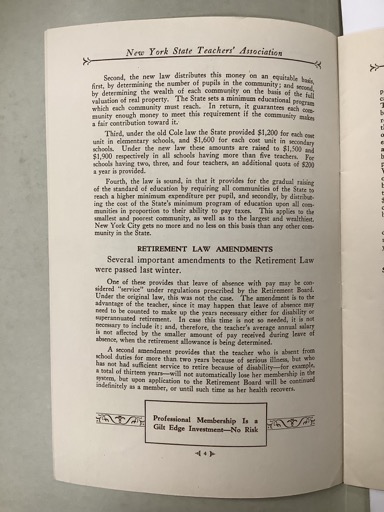 New York State Teachers' Association
Second, the new law distributes this money on an equitable basis,
first, by determining the number of pupils in the community; and second,
by determining the wealth of each community on the basis of the full
valuation of real property. The State sets a minimum educational program
which each community must reach. In return, it guarantees each com-
munity enough money to meet this requirement if the community makes
a fair contribution toward it.
Third, under the old Cole law the State provided $1,200 for each cost
unit in elementary schools, and $1,600 for each cost unit in secondary
schools. Under the new law these amounts are raised to $1,500 and
$1,900 respectively in all schools having more than five teachers. For
schools having two, three, and four teachers, an additional quota of $200
a year is provided.
Fourth, the law is sound, in that it provides for the gradual raising
of the standard of education by requiring all communities of the State to
reach a higher minimum expenditure per pupil, and secondly, by distribut-
ing the cost of the State's minimum program of education upon all com-
munities in proportion to their ability to pay taxes. This applies to the
smallest and poorest community, as well as to the largest and wealthiest.
New York City gets no more and no less on this basis than any other com-
munity in the State.
RETIREMENT LAW AMENDMENTS
Several important amendments to the Retirement Law
were passed last winter.
One of these provides that leave of absence with pay may be con-
sidered "service" under regulations prescribed by the Retirement Board.
Under the original law, this was not the case. The amendment is to the
advantage of the teacher, since it may happen that leave of absence may
need to be counted to make up the years necessary either for disability or
superannuated retirement. In case this time is not so needed, it is not
necessary to include it; and, therefore, the teacher's average annual salary
is not affected by the smaller amount of pay received during leave of
absence, when the retirement allowance is being determined.
A second amendment provides that the teacher who is absent from
school duties for more than two years because of serious illness, but who
has not had sufficient service to retire because of disability—for example,
a total of thirteen years—will not automatically lose her membership in the
system, but upon application to the Retirement Board will be continued
indefinitely as a member, or until such time as her health recovers.
Professional Membership Is a
Gilt Edge Investment—No Risk
4